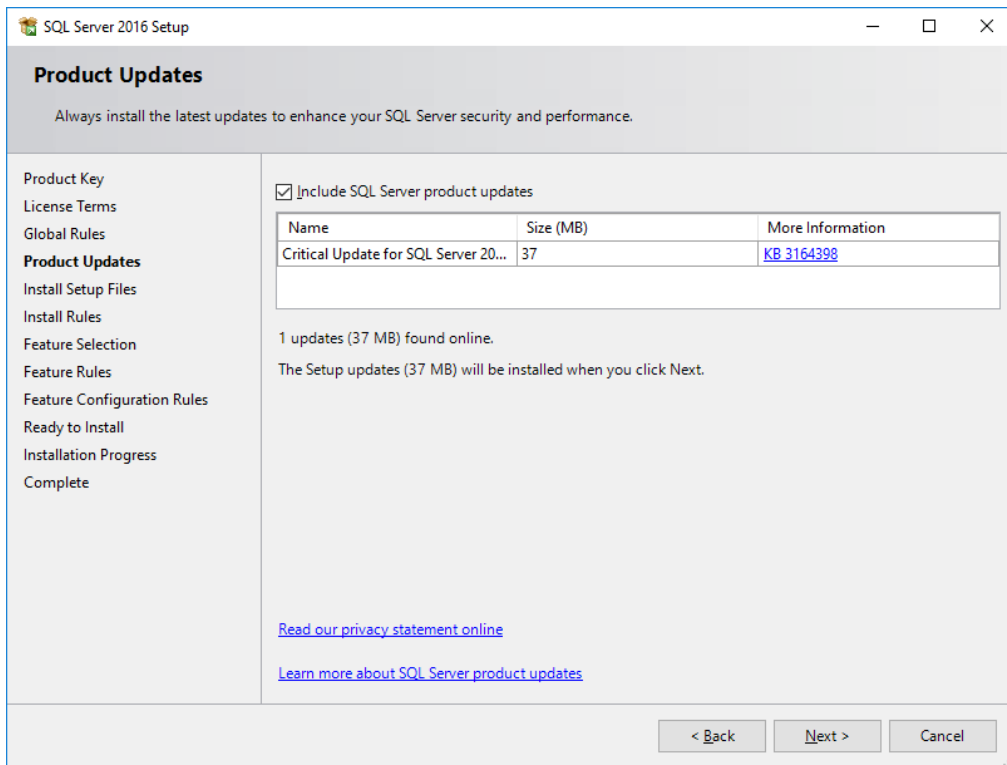 SQL Server 2016 Setup
Product Updates
Always install the latest updates to enhance your SQL Server security and performance.
Product Key
License Terms
Global Rules
Product Updates
Install Setup Files
Install Rules
Feature Selection
Feature Rules
Feature Configuration Rules
Ready to Install
Installation Progress
Complete
Include SQL Server product updates
Name Size (MB) More Information
Critical Update for SQL Server 20... 37 KB 3164398
1 updates (37 MB) found online.
The Setup updates (37 MB) will be installed when you click Next.
Read our privacy statement online
Learn more about SQL Server product updates
< Back Next > Cancel